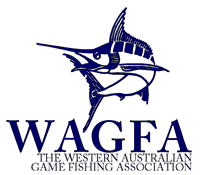 WAGFA
THE WESTERN AUSTRALIAN
GAME FISHING ASSOCIATION